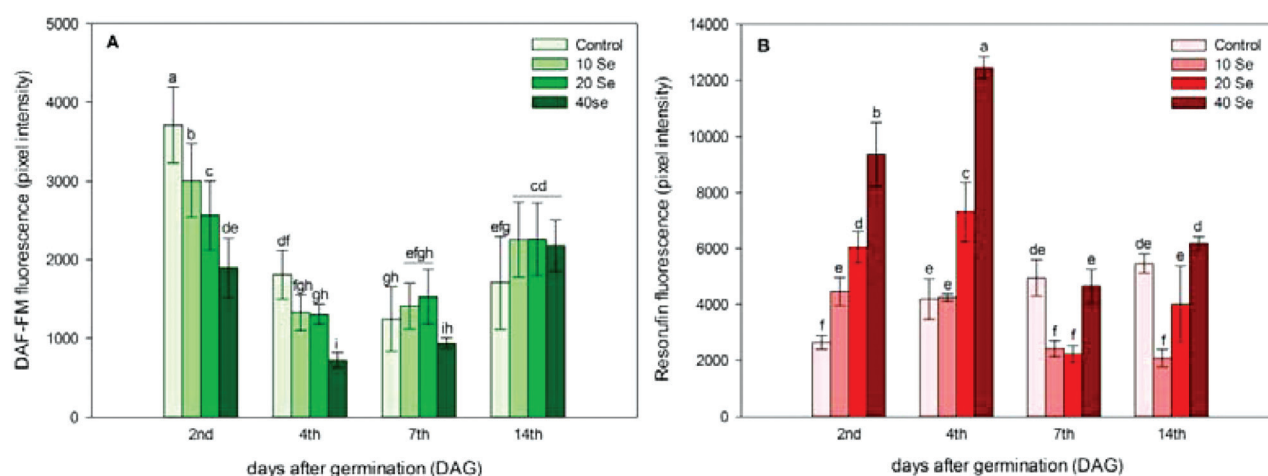 A
Control
10 Se
20 Se
40se
DAF-FM fluorescence (pixel intensity)
5000
4000
3000
2000
1000
0
a
b
c
de
df
fgh
gh
i
gh
efgh
ih
efg
cd
2nd
4th
7th
14th
days after germination (DAG)
B
Control
10 Se
20 Se
40 Se
Resorufin fluorescence (pixel intensity)
14000
12000
10000
8000
6000
4000
2000
0
f
e
d
b
e
e
c
a
de
f
f
e
de
f
e
d
2nd
4th
7th
14th
days after germination (DAG)